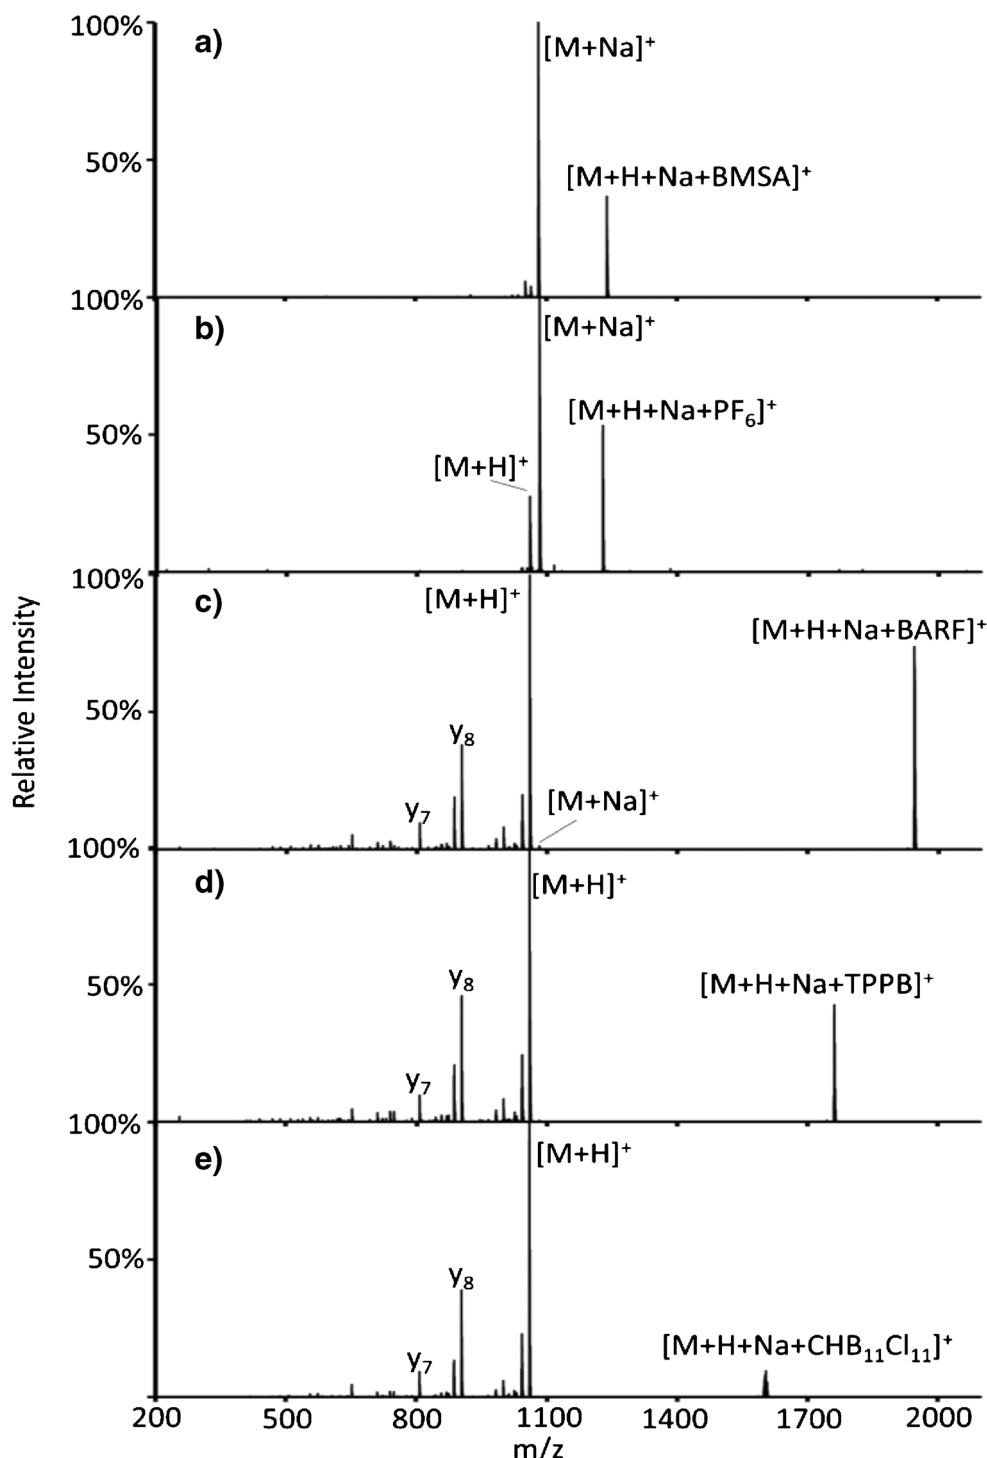 100%
a)
[M+Na]⁺
50%
[M+H+Na+BMSA]⁺
100%
b)
[M+Na]⁺
[M+H+Na+PF₆]⁺
50%
[M+H]⁺
100%
c)
[M+H]⁺
[M+H+Na+BARF]⁺
50%
y₈
y₇
[M+Na]⁺
100%
d)
[M+H]⁺
50%
y₈
[M+H+Na+TPPB]⁺
y₇
100%
e)
[M+H]⁺
50%
y₈
y₇
[M+H+Na+CHB₁₁Cl₁₁]⁺
200 500 800 1100 1400 1700 2000
m/z
Relative Intensity